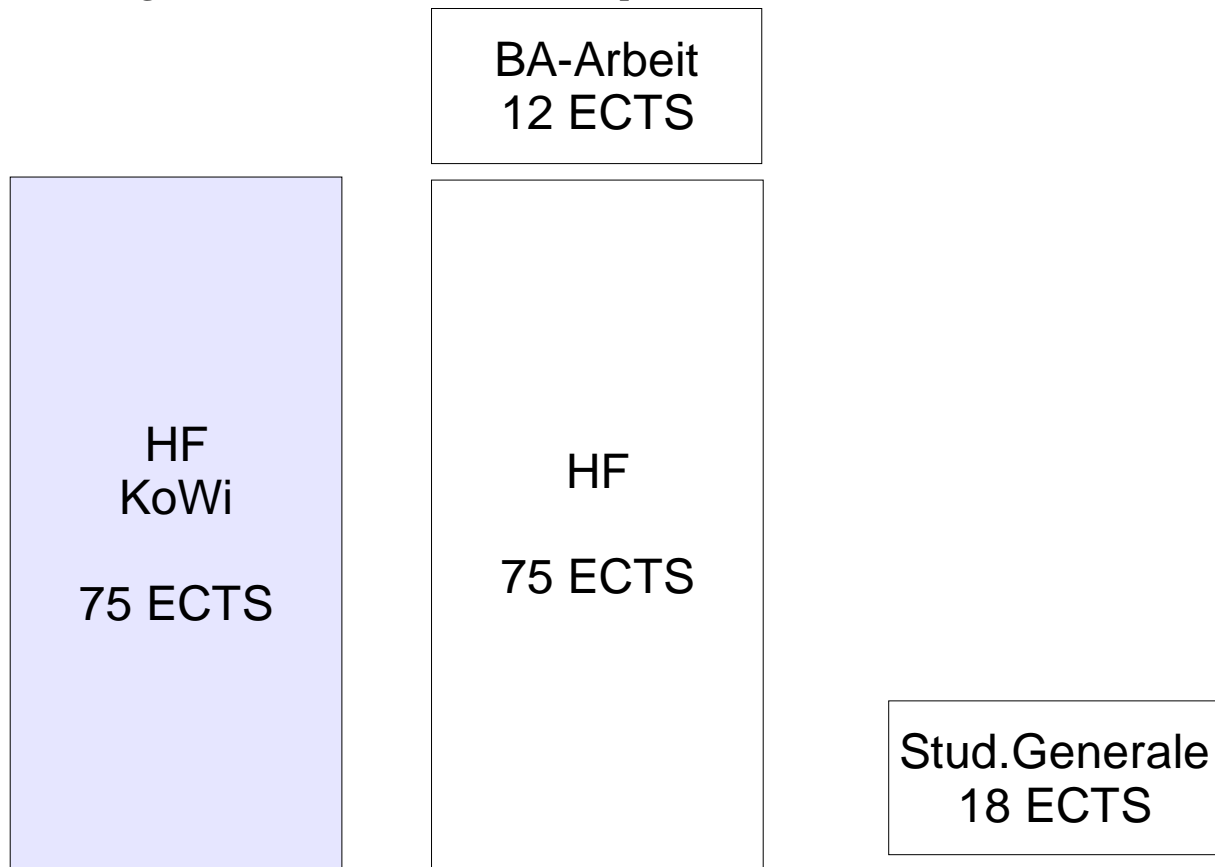 BA-Arbeit
12 ECTS
HF
KoWi
75 ECTS
HF
75 ECTS
Stud.Generale
18 ECTS